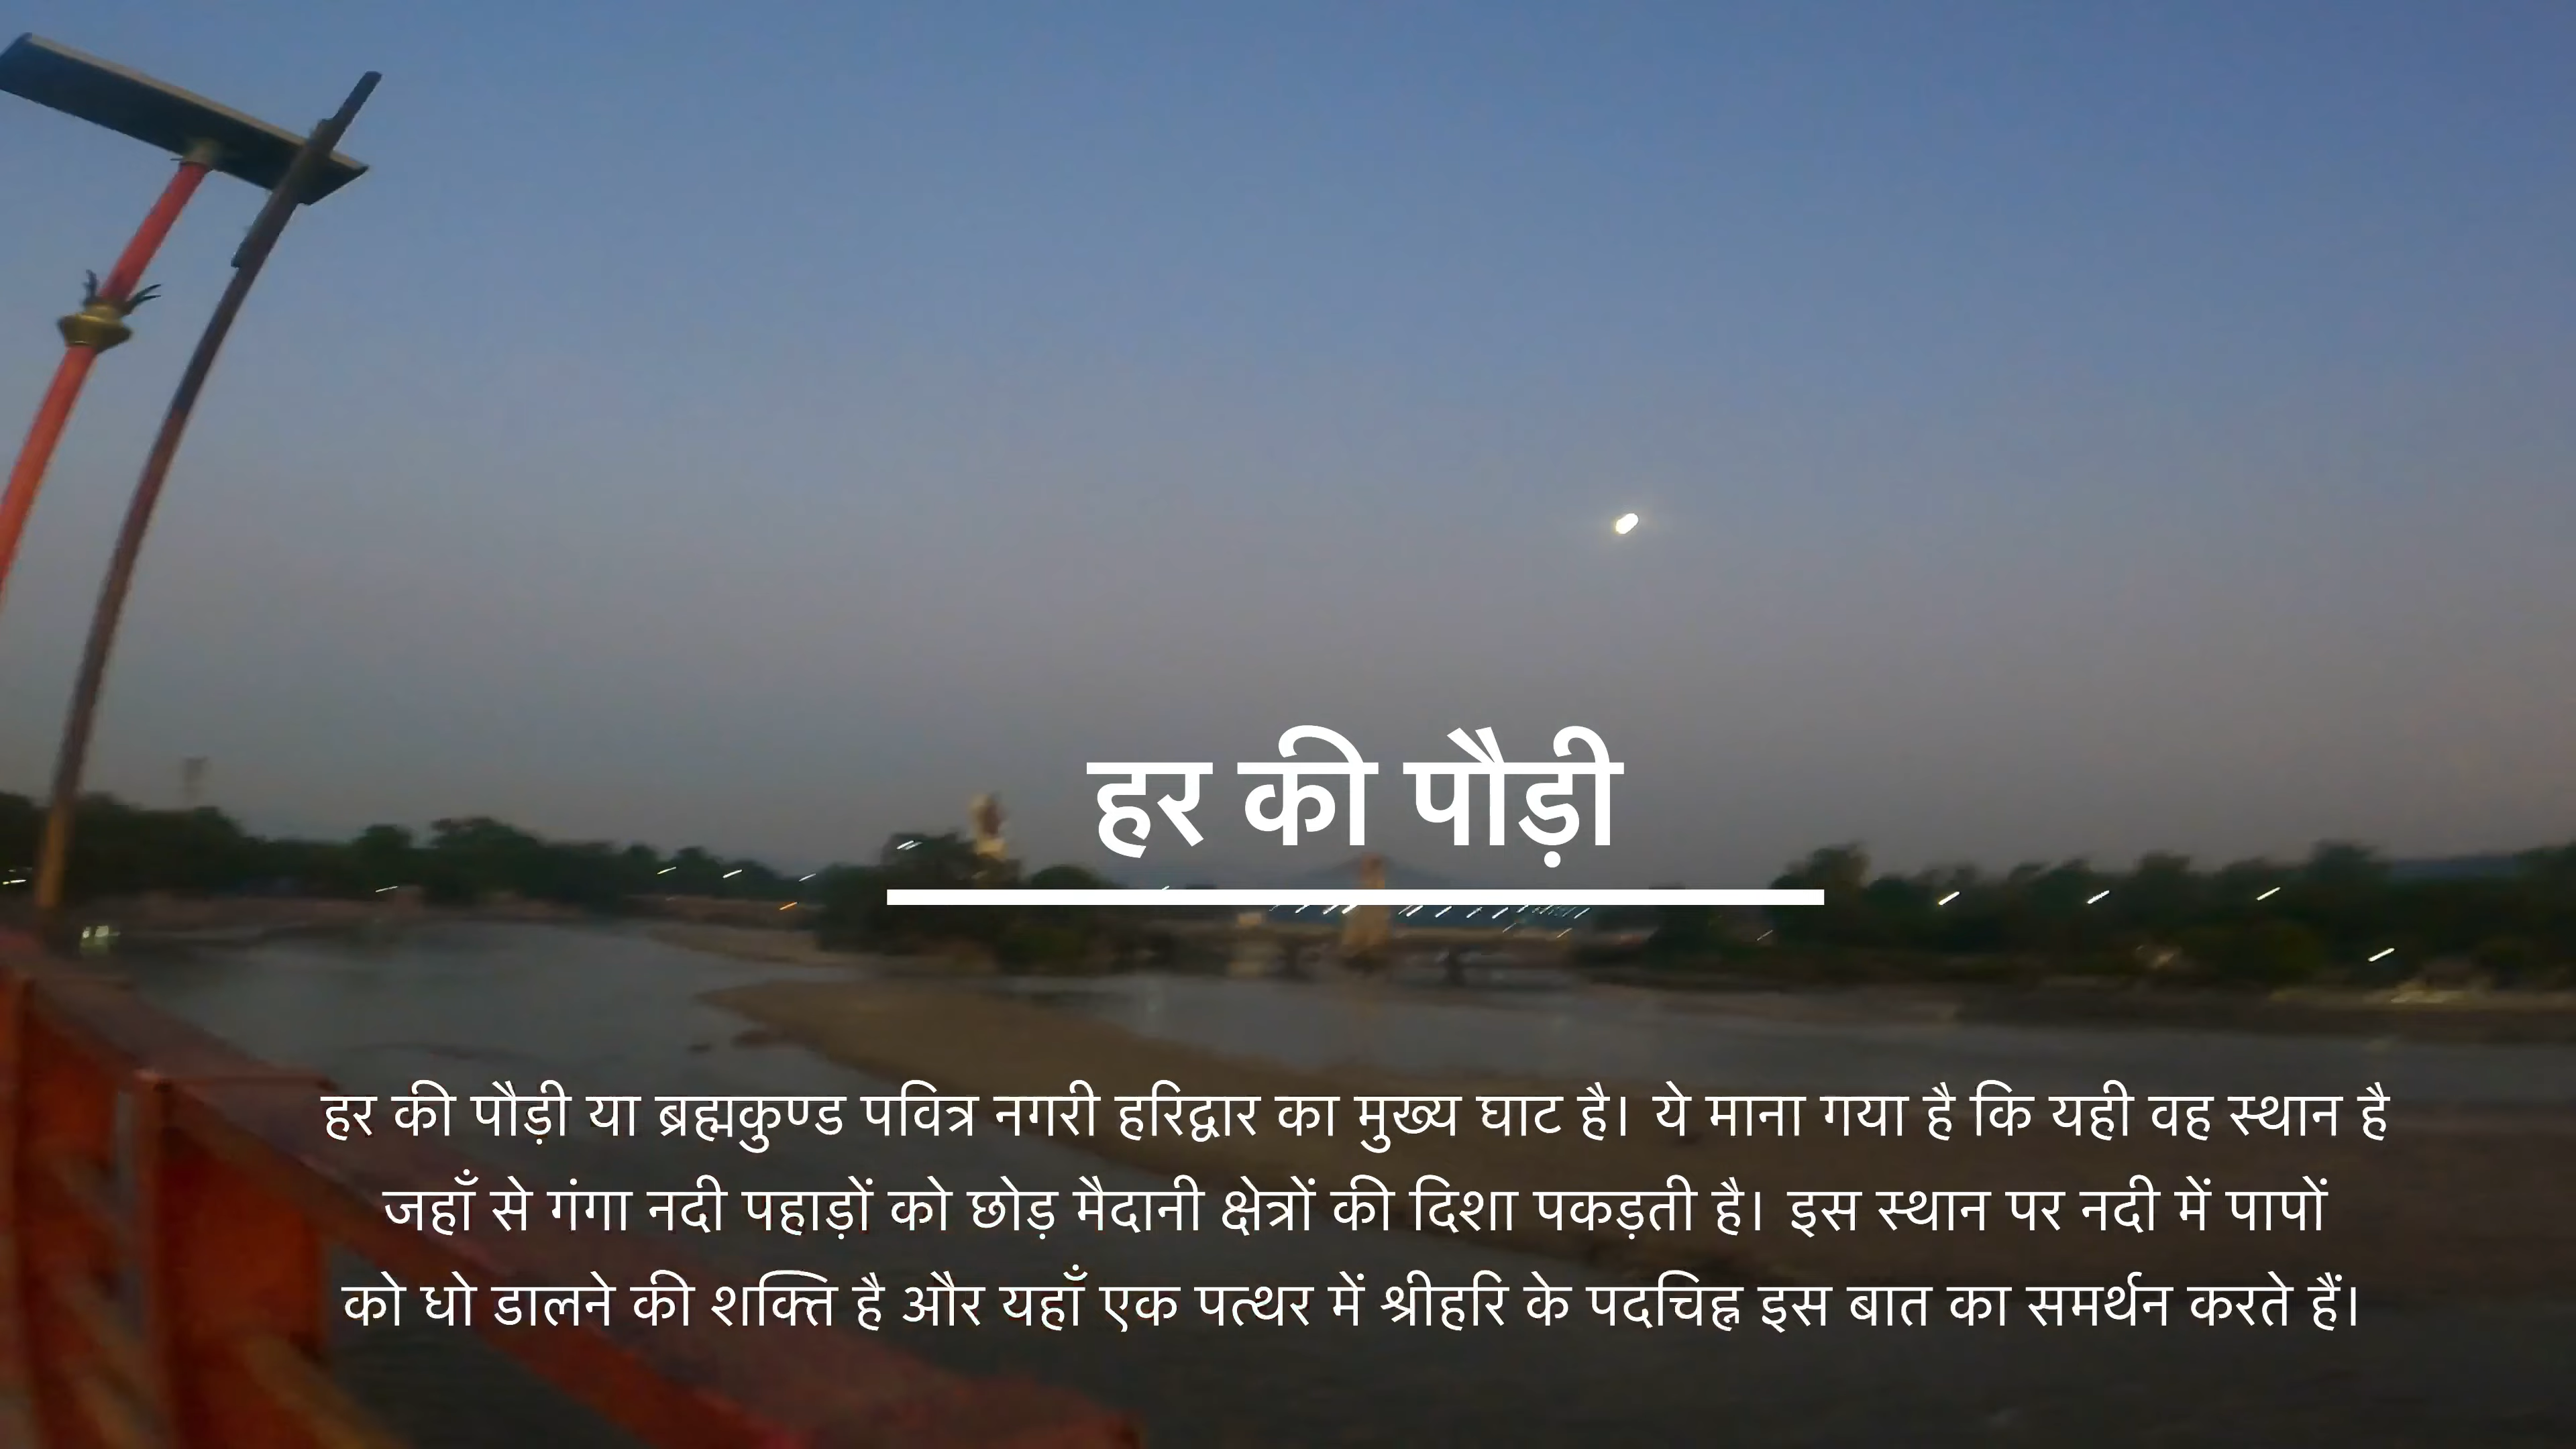 हर की पौड़ी
हर की पौड़ी या ब्रह्मकुण्ड पवित्र नगरी हरिद्वार का मुख्य घाट है। ये माना गया है कि यही वह स्थान है
जहाँ से गंगा नदी पहाड़ों को छोड़ मैदानी क्षेत्रों की दिशा पकड़ती है। इस स्थान पर नदी में पापों
को धो डालने की शक्ति है और यहाँ एक पत्थर में श्रीहरि के पदचिह्न इस बात का समर्थन करते हैं।